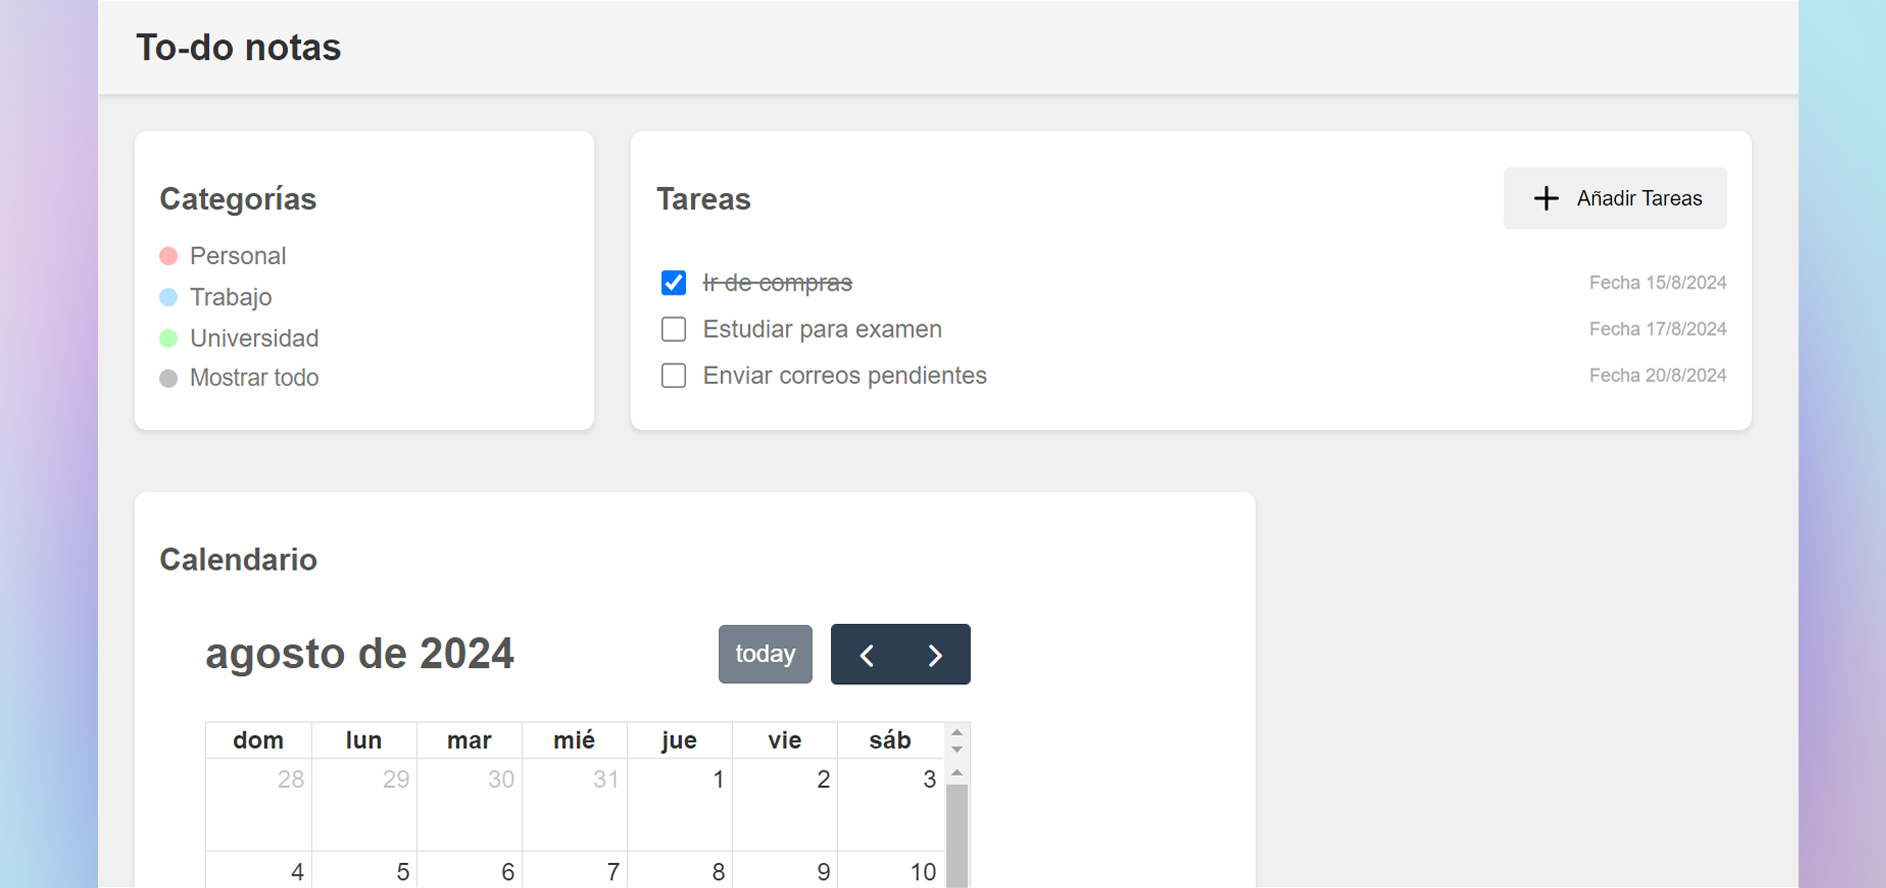 To-do notas
Categorías
Personal
Trabajo
Universidad
Mostrar todo
Tareas
Añadir Tareas
Ir de compras Fecha 15/8/2024
Estudiar para examen Fecha 17/8/2024
Enviar correos pendientes Fecha 20/8/2024
Calendario
agosto de 2024 today
dom lun mar mié jue vie sáb
28 29 30 31 1 2 3
4 5 6 7 8 9 10